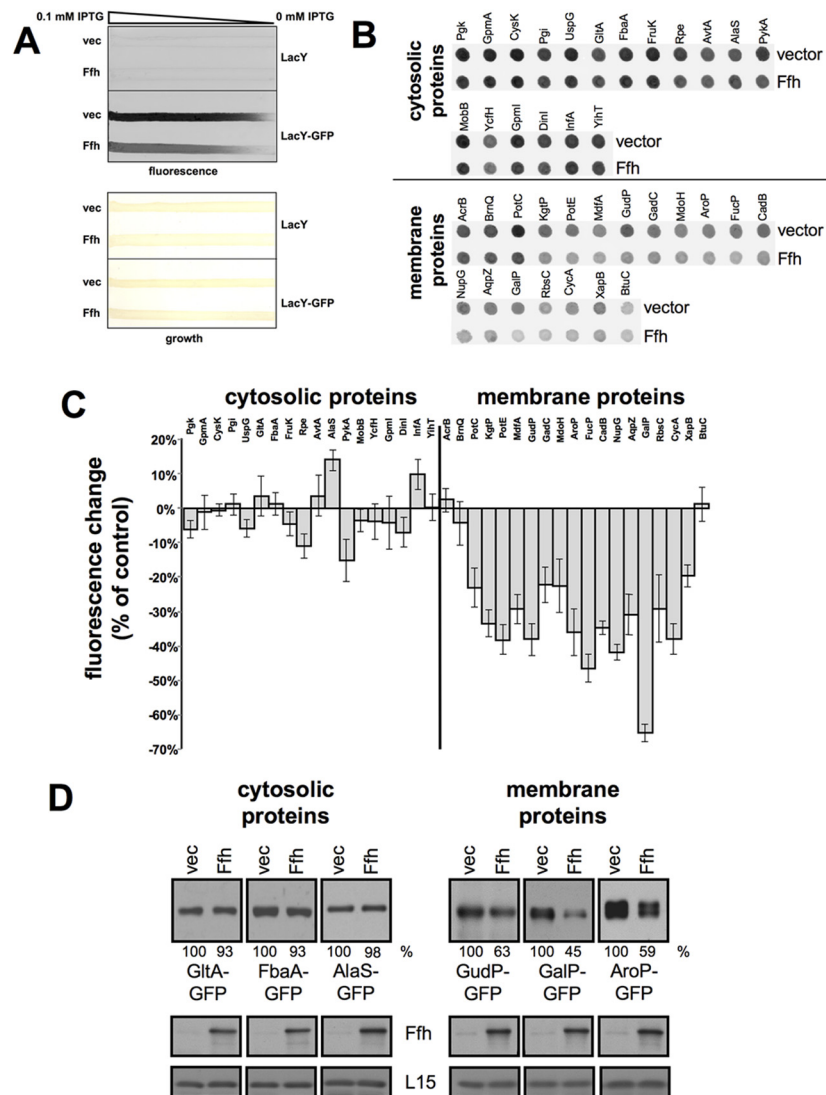 A
0.1 mM IPTG 0 mM IPTG
vec
Ffh
LacY
vec
Ffh
LacY-GFP
fluorescence
vec
Ffh
LacY
vec
Ffh
LacY-GFP
growth
B
cytosolic proteins
Pgk GpmA CysK Pgi UspG GltA FbaA FruK Rpe AvtA AlaS PykA
vector
Ffh
MobB YcfH GpmI DinI InfA YihT
vector
Ffh
membrane proteins
AcrB BrnQ PotC KgtP PotE MdfA GudP GadC MdoH AroP FucP CadB
vector
Ffh
NupG AqpZ GalP RbsC CycA XapB BtuC
vector
Ffh
C
cytosolic proteins membrane proteins
Pgk GpmA CysK Pgi UspG GltA FbaA FruK Rpe AvtA AlaS PykA MobB YcfH GpmI DinI InfA YihT AcrB BrnQ PotC KgtP PotE MdfA GudP GadC MdoH AroP FucP CadB NupG AqpZ GalP RbsC CycA XapB BtuC
fluorescence change
(% of control)
20%
10%
0%
-10%
-20%
-30%
-40%
-50%
-60%
-70%
D
cytosolic proteins
membrane proteins
vec Ffh vec Ffh vec Ffh vec Ffh vec Ffh vec Ffh
100 93 100 93 100 98 % 100 63 100 45 100 59 %
GltA-GFP FbaA-GFP AlaS-GFP GudP-GFP GalP-GFP AroP-GFP
Ffh
L15